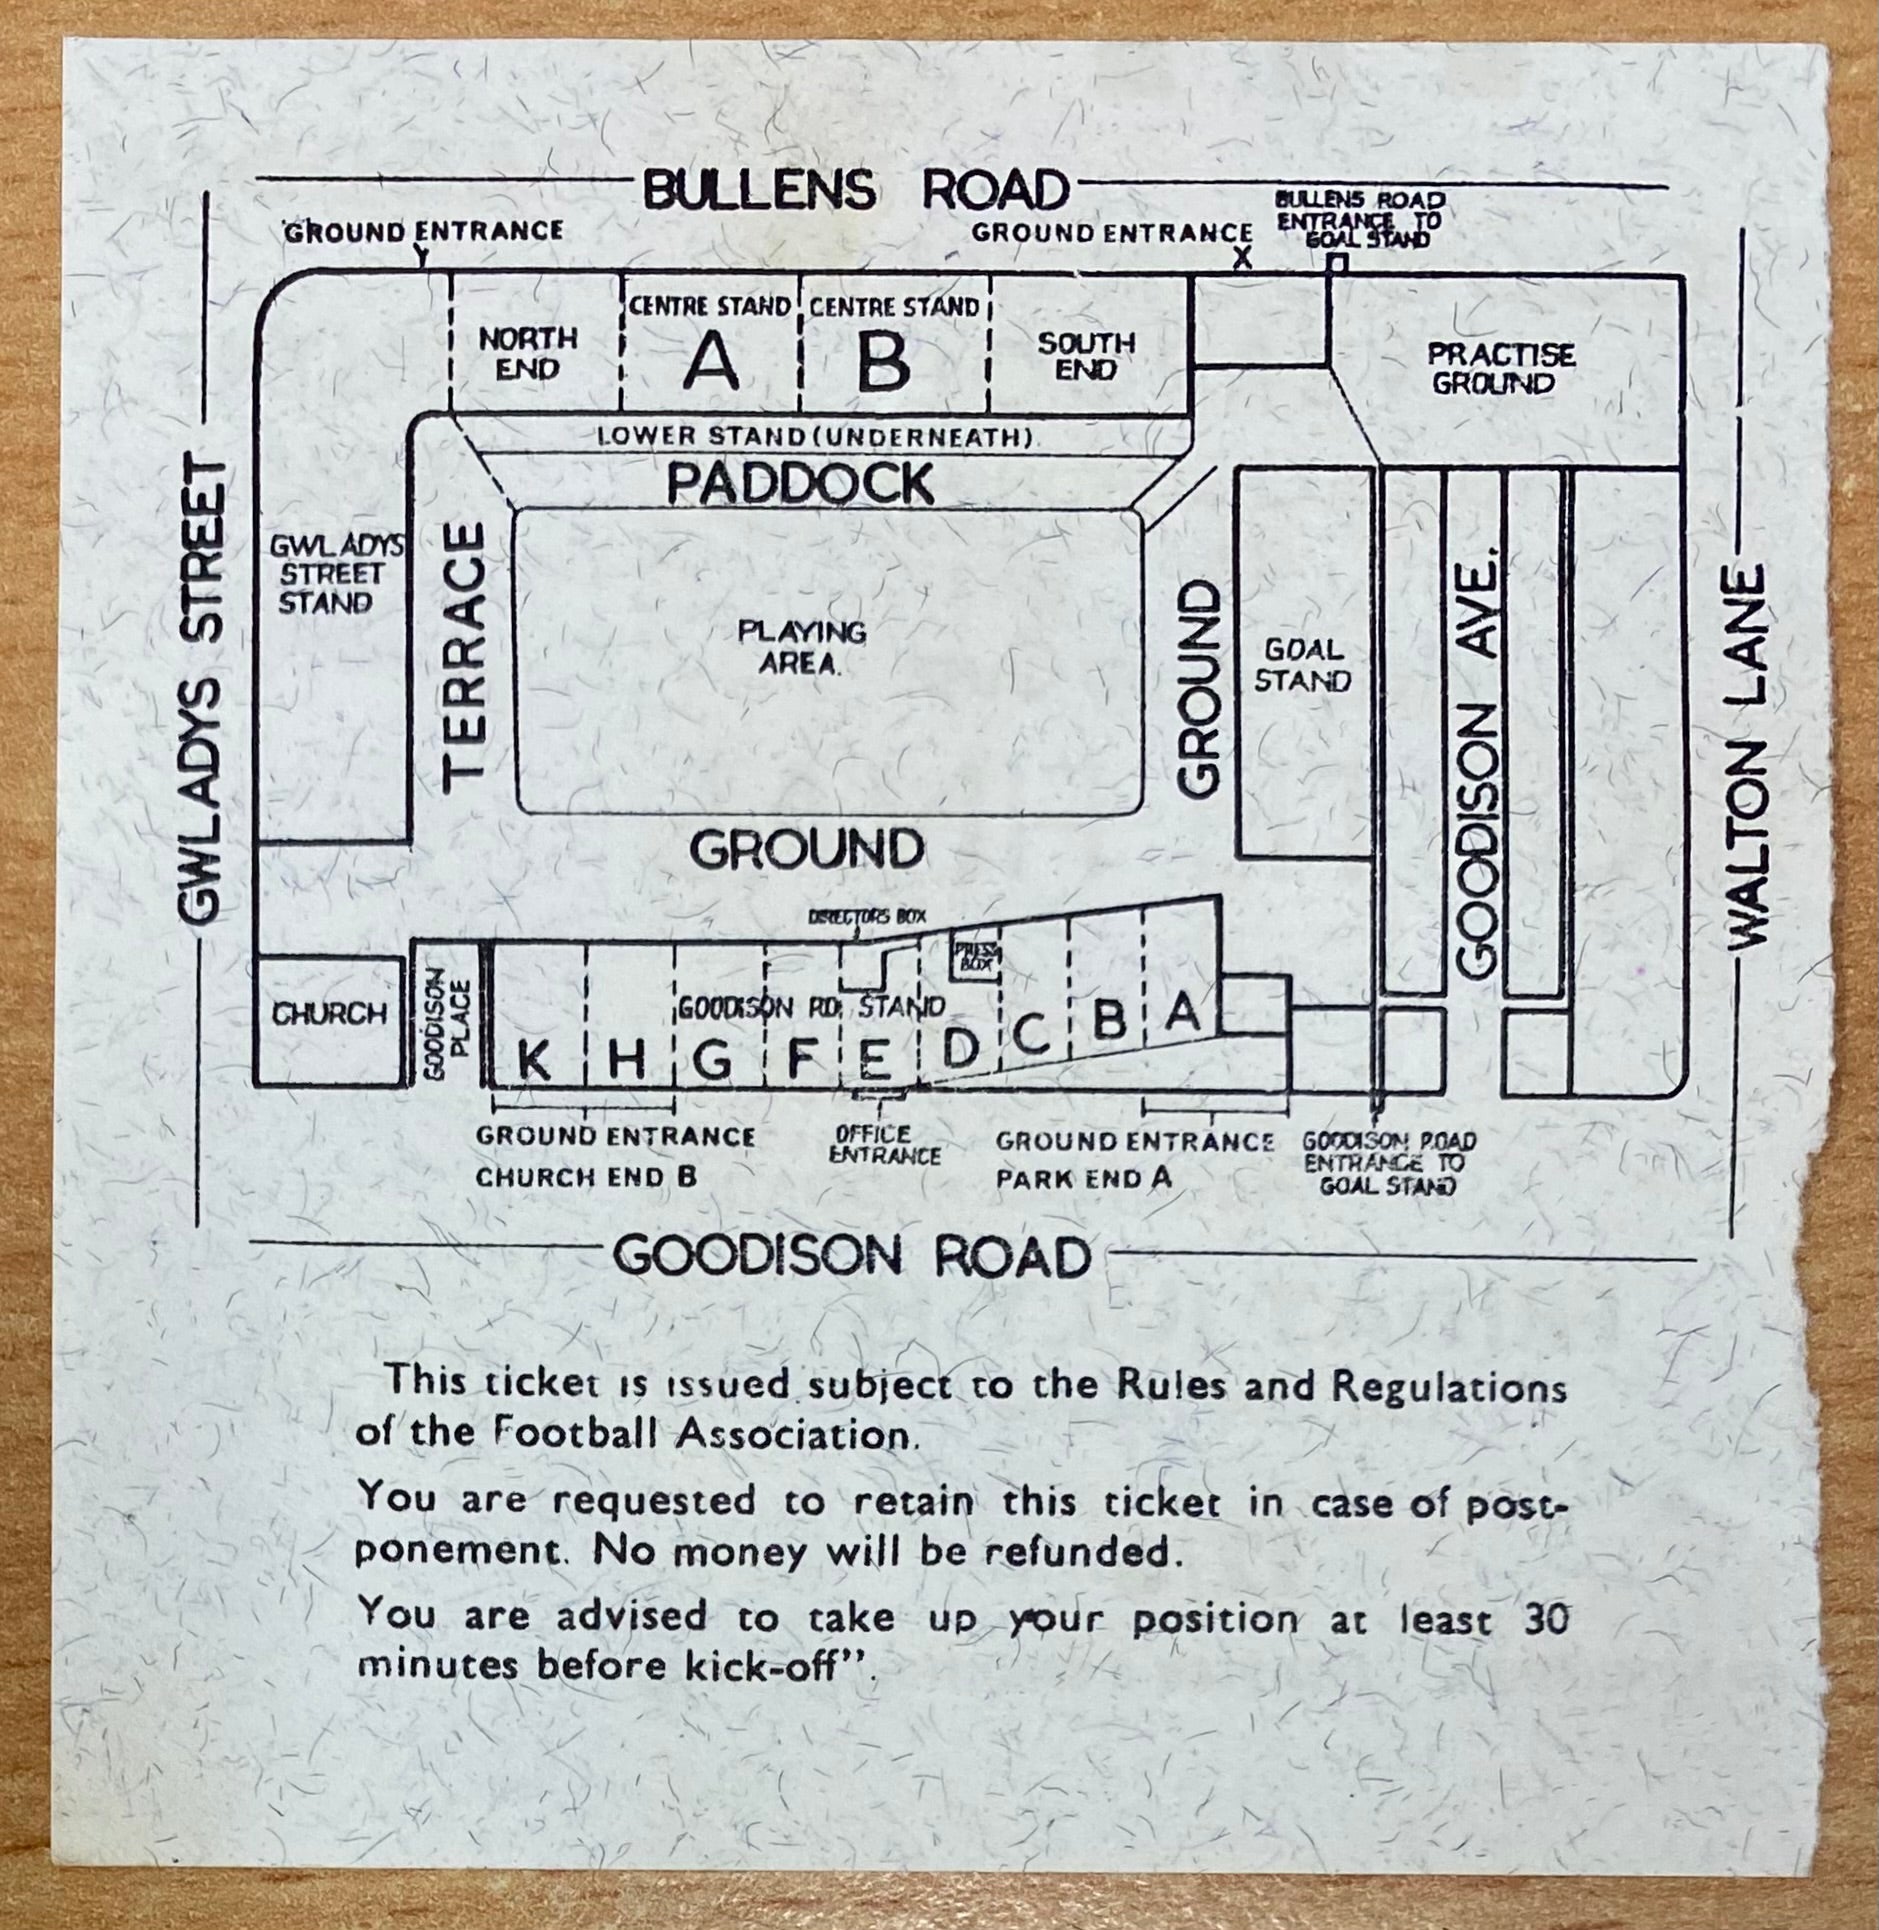 BULLENS ROAD
GROUND ENTRANCE
Y
GROUND ENTRANCE
X
BULLENS ROAD
ENTRANCE TO
GOAL STAND
NORTH
END
CENTRE STAND
A
CENTRE STAND
B
SOUTH
END
PRACTISE
GROUND
LOWER STAND (UNDERNEATH)
PADDOCK
GWLADYS STREET
GWLADYS
STREET
STAND
TERRACE
PLAYING
AREA.
GROUND
GOAL
STAND
GOODISON AVE.
WALTON LANE
GROUND
DIRECTORS BOX
PRESS
BOX
CHURCH
GOODISON
PLACE
GOODISON RD. STAND
K H G F E D C B A
GROUND ENTRANCE
CHURCH END B
OFFICE
ENTRANCE
GROUND ENTRANCE
PARK END A
GOODISON ROAD
ENTRANCE TO
GOAL STAND
GOODISON ROAD
This ticket is issued subject to the Rules and Regulations
of the Football Association.
You are requested to retain this ticket in case of post-
ponement. No money will be refunded.
You are advised to take up your position at least 30
minutes before kick-off”.